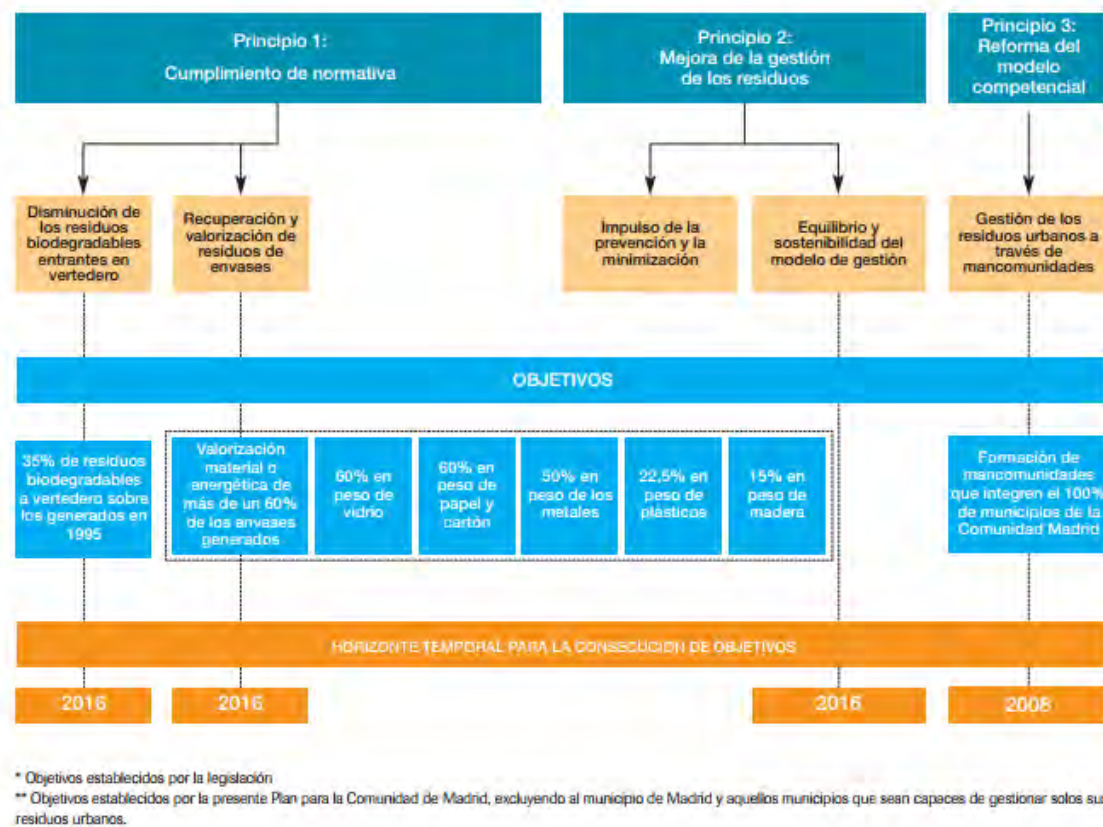 Principio 1:
Cumplimiento de normativa
Principio 2:
Mejora de la gestión
de los residuos
Principio 3:
Reforma del
modelo
competencial
Disminución de
los residuos
biodegradables
entrantes en
vertedero
Recuperación y
valorización de
residuos de
envases
Impulso de la
prevención y la
minimización
Equilibrio y
sostenibilidad del
modelo de gestión
Gestión de los
residuos urbanos a
través de
mancomunidades
OBJETIVOS
35% de residuos
biodegradables
a vertedero sobre
los generados en
1995
Valorización
material o
energética de
más de un 60%
de los envases
generados
60% en
peso de
vidrio
60% en
peso de
papel y
cartón
50% en
peso de los
metales
22,5% en
peso de
plásticos
15% en
peso de
madera
Formación de
mancomunidades
que integren el 100%
de municipios de la
Comunidad Madrid
HORIZONTE TEMPORAL PARA LA CONSECUCIÓN DE OBJETIVOS
2016
2016
2016
2008
* Objetivos establecidos por la legislación
** Objetivos establecidos por la presente Plan para la Comunidad de Madrid, excluyendo al municipio de Madrid y aquellos municipios que sean capaces de gestionar solos sus
residuos urbanos.